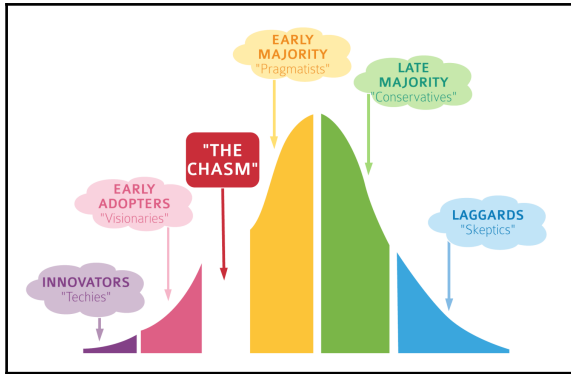 EARLY
MAJORITY
"Pragmatists"
LATE
MAJORITY
"Conservatives"
"THE
CHASM"
EARLY
ADOPTERS
"Visionaries"
LAGGARDS
"Skeptics"
INNOVATORS
"Techies"